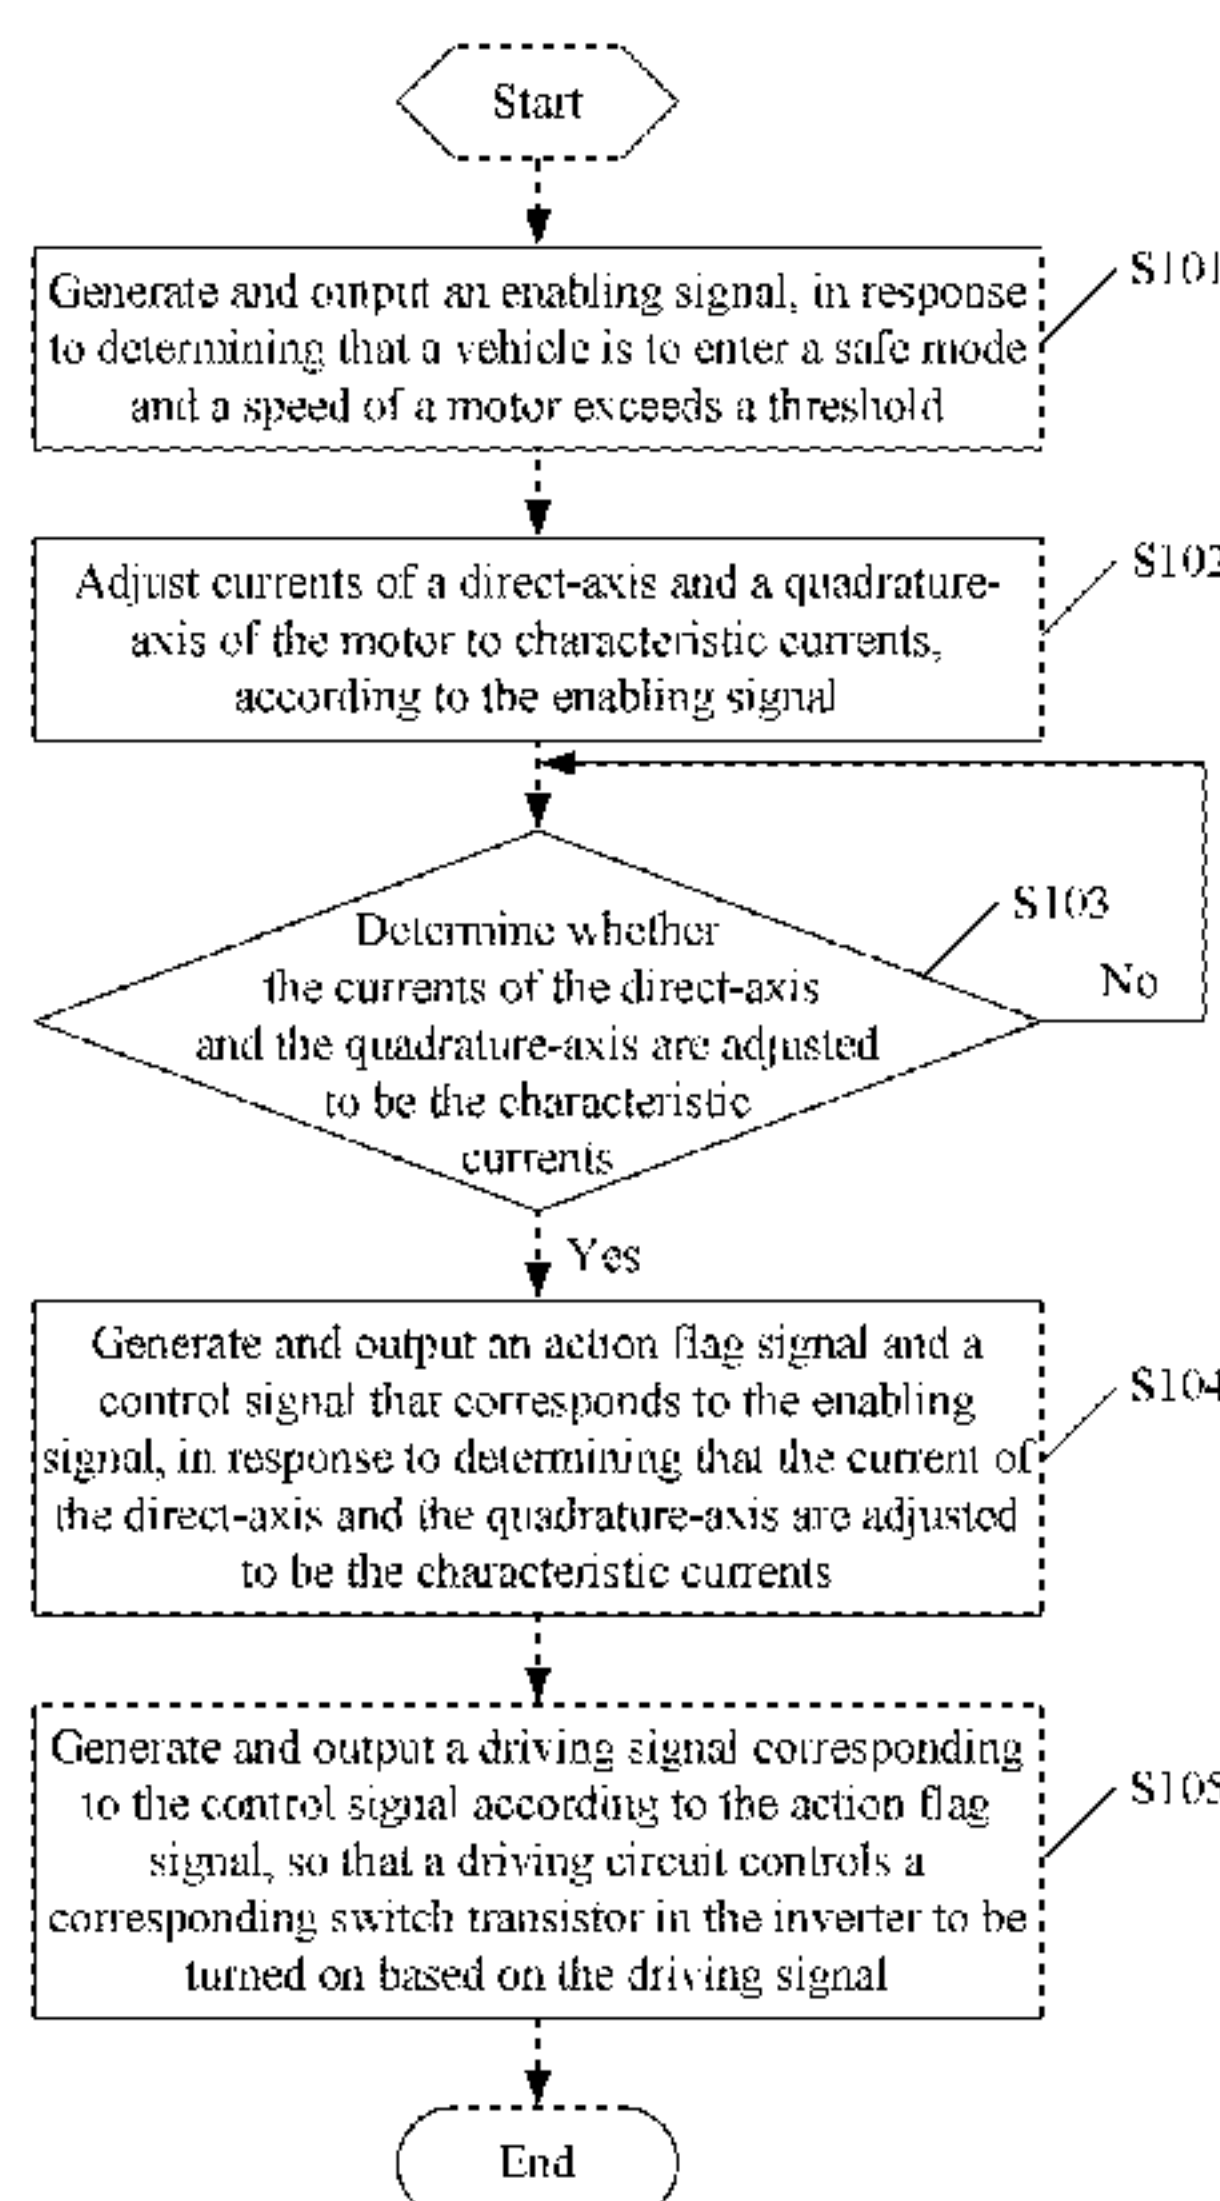 Start
Generate and output an enabling signal, in response
to determining that a vehicle is to enter a safe mode
and a speed of a motor exceeds a threshold
S101
Adjust currents of a direct-axis and a quadrature-
axis of the motor to characteristic currents,
according to the enabling signal
S102
Determine whether
the currents of the direct-axis
and the quadrature-axis are adjusted
to be the characteristic
currents
S103
No
Yes
Generate and output an action flag signal and a
control signal that corresponds to the enabling
signal, in response to determining that the current of
the direct-axis and the quadrature-axis are adjusted
to be the characteristic currents
S104
Generate and output a driving signal corresponding
to the control signal according to the action flag
signal, so that a driving circuit controls a
corresponding switch transistor in the inverter to be
turned on based on the driving signal
S105
End